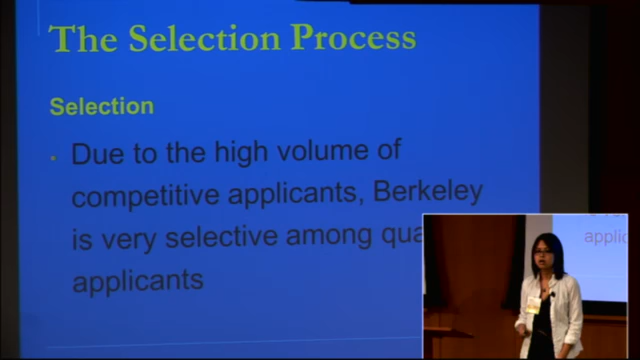 The Selection Process
Selection
• Due to the high volume of
competitive applicants, Berkeley
is very selective among qua
applicants
applic